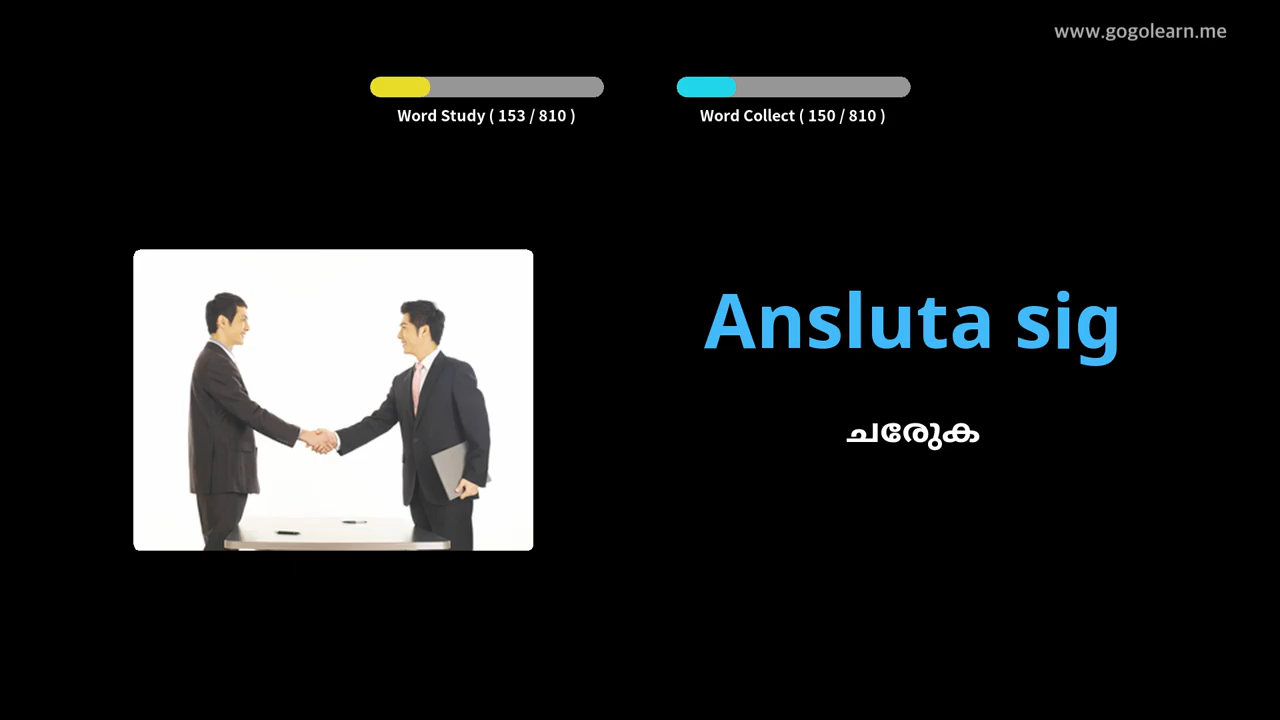 www.gogolearn.me
Word Study ( 153 / 810 )
Word Collect ( 150 / 810 )
Ansluta sig
ചേരുക